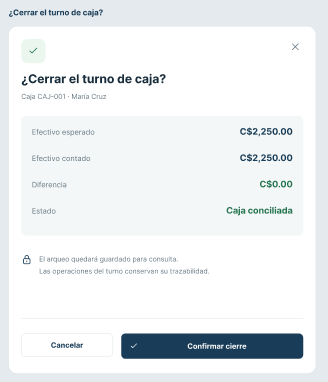 ¿Cerrar el turno de caja?
¿Cerrar el turno de caja?
Caja CAJ-001 · María Cruz
Efectivo esperado C$2,250.00
Efectivo contado C$2,250.00
Diferencia C$0.00
Estado Caja conciliada
El arqueo quedará guardado para consulta.
Las operaciones del turno conservan su trazabilidad.
Cancelar Confirmar cierre